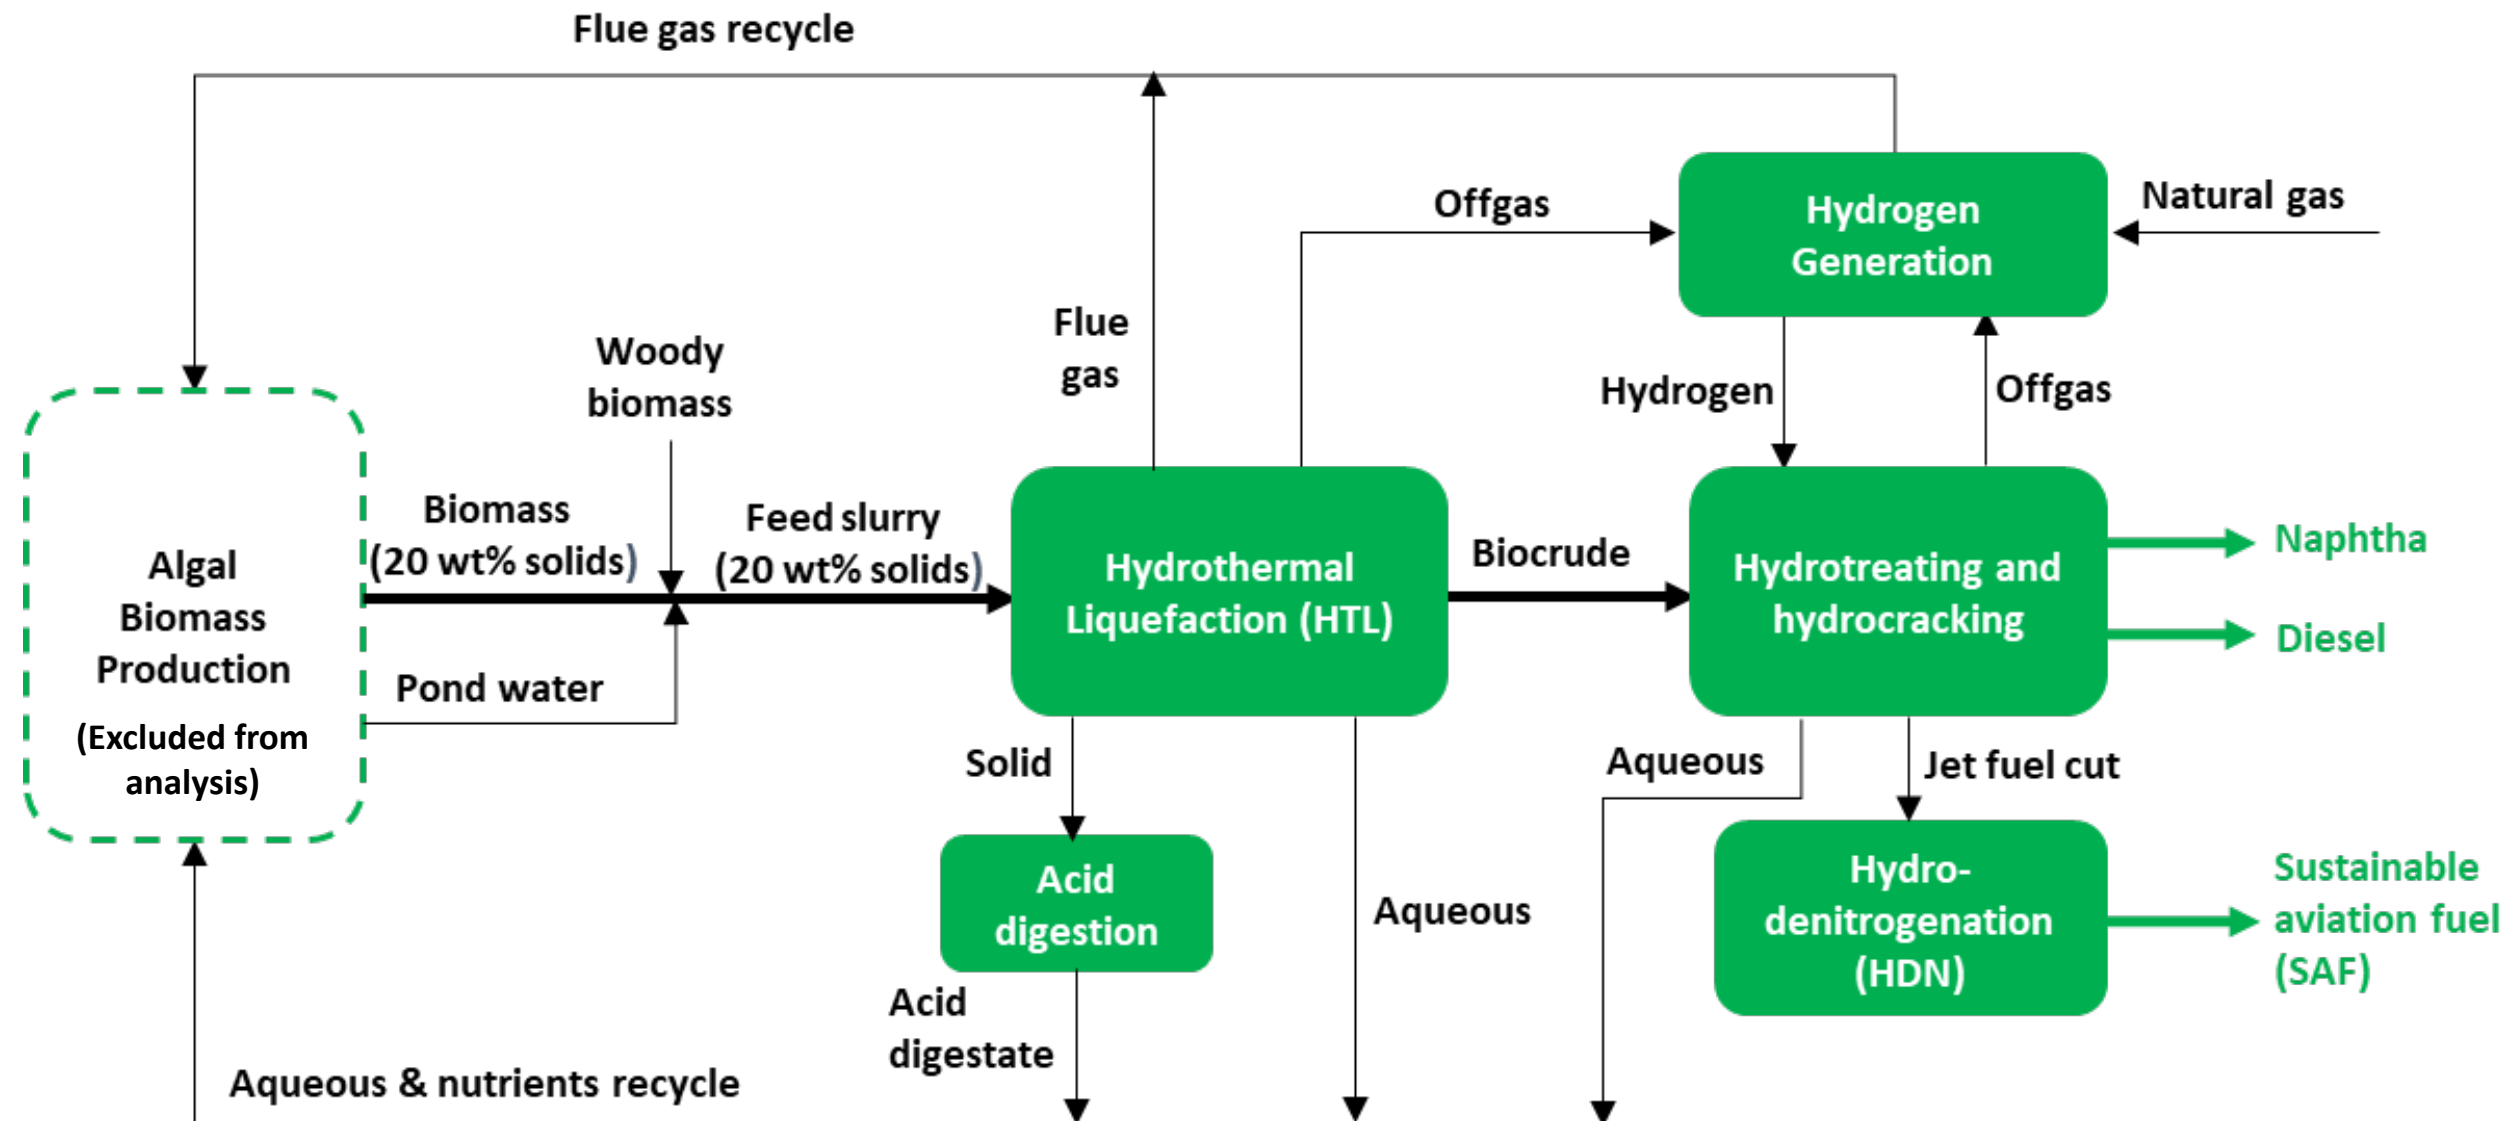 Flue gas recycle
Offgas
Natural gas
Hydrogen
Generation
Flue
gas
Woody
biomass
Hydrogen
Offgas
Biomass
(20 wt% solids)
Feed slurry
(20 wt% solids)
Algal
Biomass
Production
(Excluded from
analysis)
Pond water
Hydrothermal
Liquefaction (HTL)
Biocrude
Hydrotreating and
hydrocracking
Naphtha
Diesel
Solid
Aqueous
Jet fuel cut
Acid
digestion
Aqueous
Hydro-
denitrogenation
(HDN)
Sustainable
aviation fuel
(SAF)
Acid
digestate
Aqueous & nutrients recycle